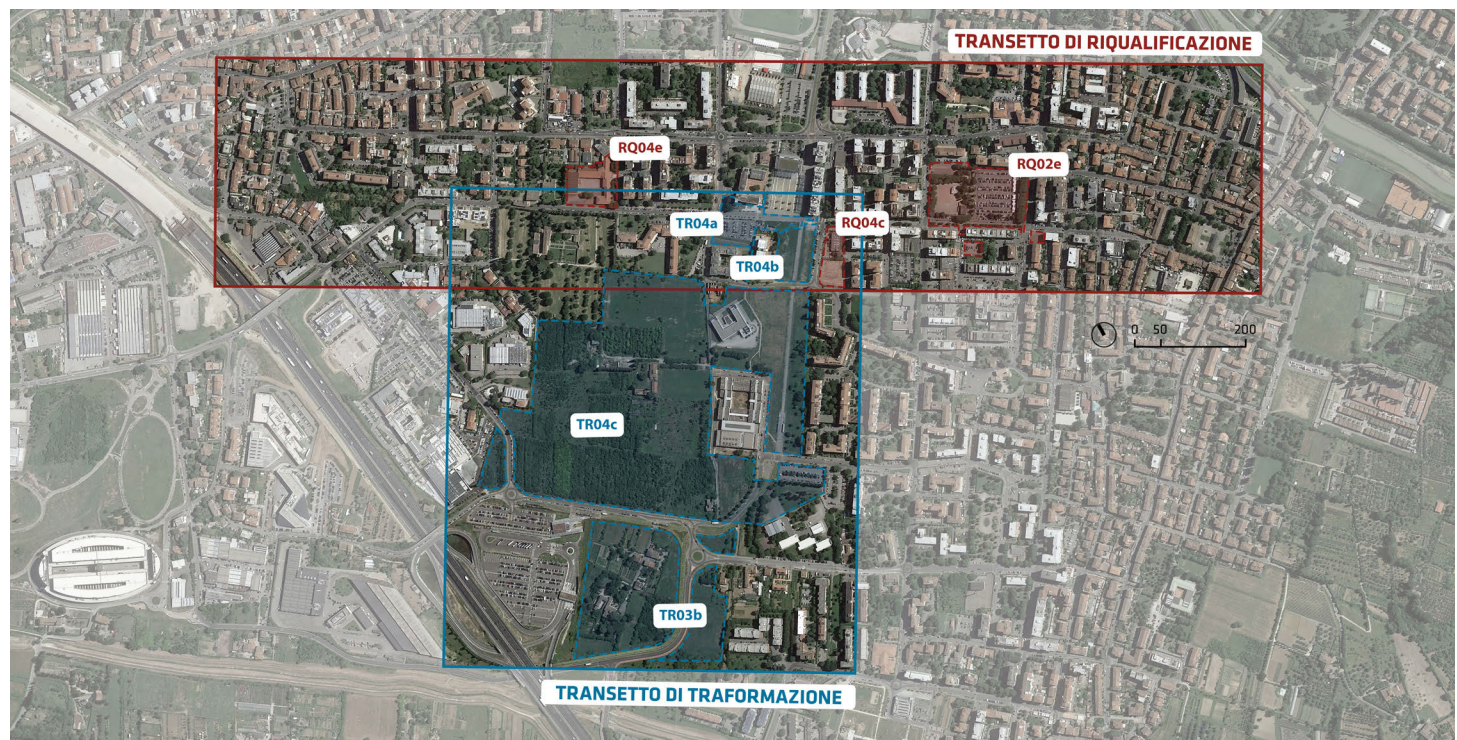 TRANSETTO DI RIQUALIFICAZIONE
RQ04e
RQ02e
TR04a
RQ04c
TR04b
0 50 200
TR04c
TR03b
TRANSETTO DI TRAFORMAZIONE